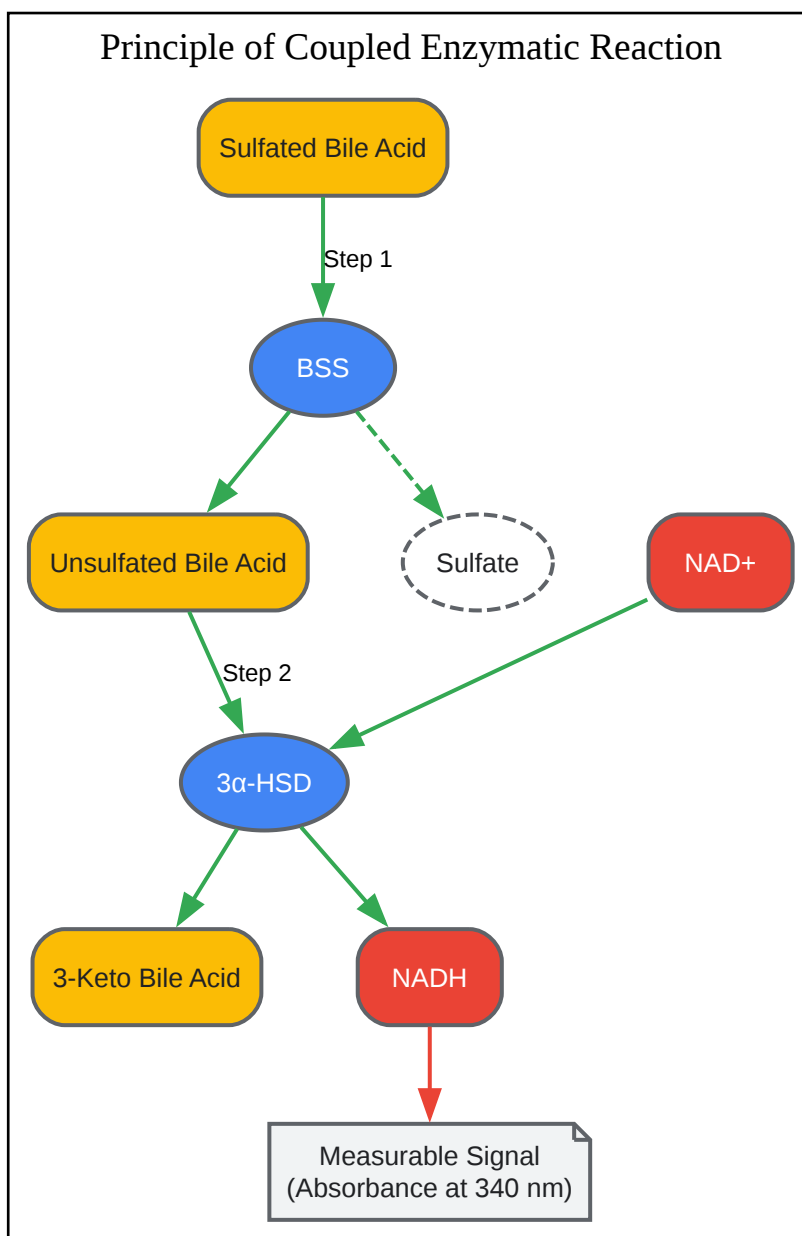 Principle of Coupled Enzymatic Reaction
Sulfated Bile Acid
Step 1
BSS
Unsulfated Bile Acid
Sulfate
NAD+
Step 2
3α-HSD
3-Keto Bile Acid
NADH
Measurable Signal
(Absorbance at 340 nm)